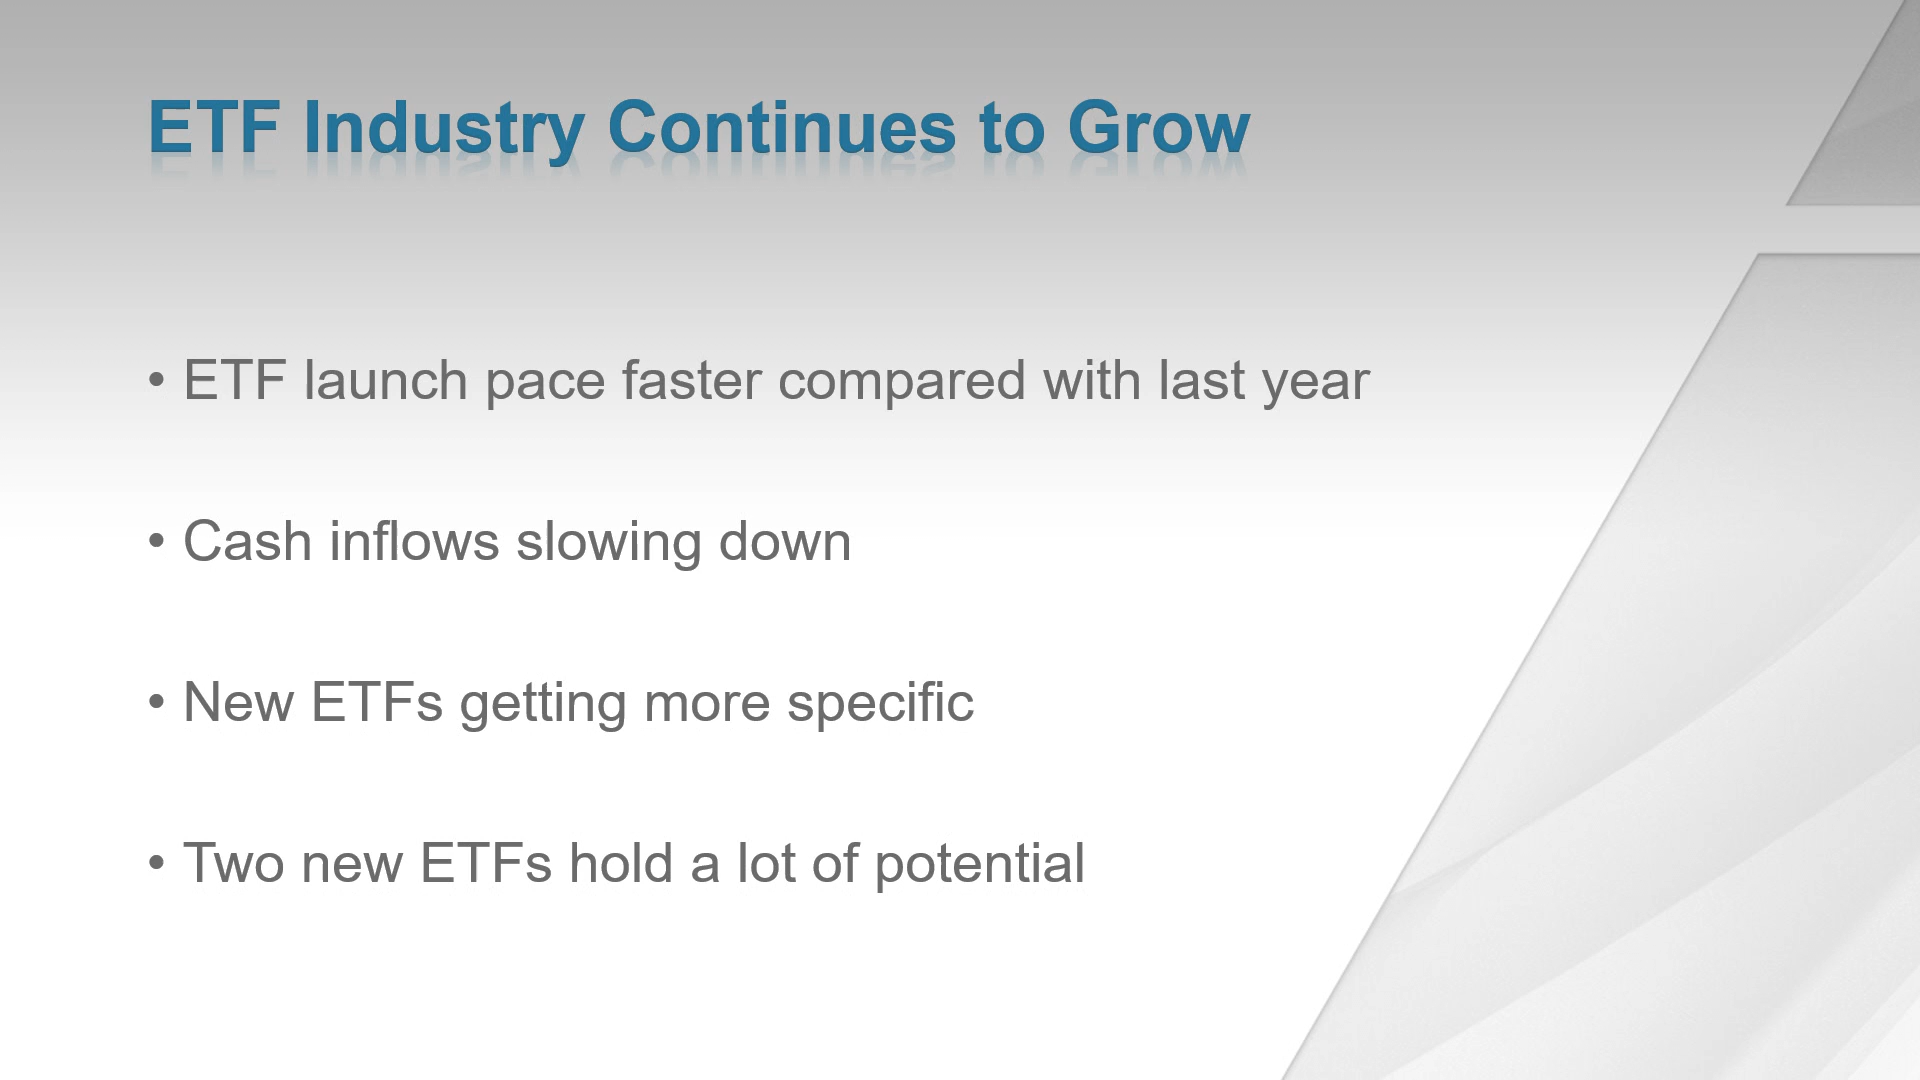 ETF Industry Continues to Grow
• ETF launch pace faster compared with last year
• Cash inflows slowing down
• New ETFs getting more specific
• Two new ETFs hold a lot of potential